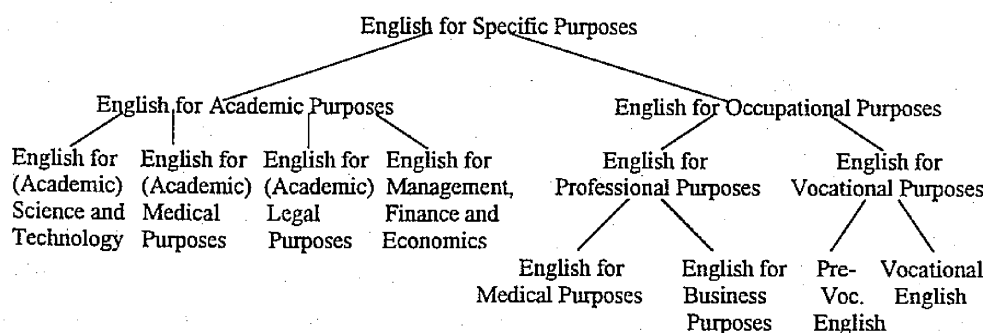 English for Specific Purposes
English for Academic Purposes
English for Occupational Purposes
English for
(Academic)
Science and
Technology
English for
(Academic)
Medical
Purposes
English for
(Academic)
Legal
Purposes
English for
Management,
Finance and
Economics
English for
Professional Purposes
English for
Vocational Purposes
English for
Medical Purposes
English for
Business
Purposes
Pre-
Voc.
English
Vocational
English